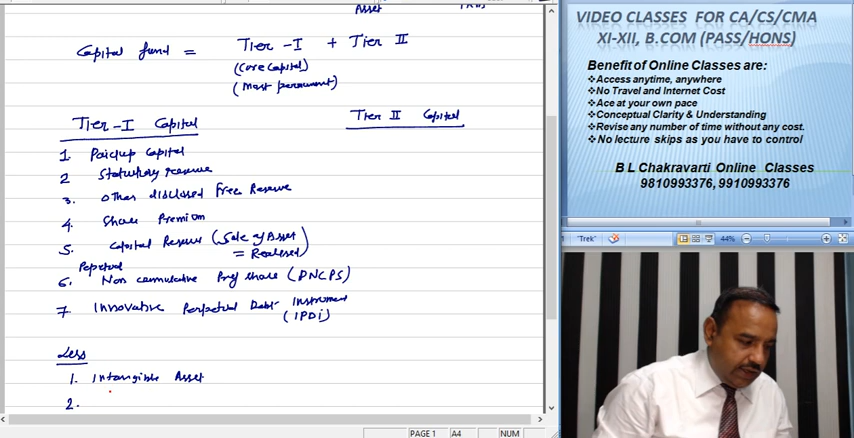 Asset
Capital fund = Tier-I + Tier II
(Core Capital)
(Most permanent)
Tier-I Capital
Tier II Capital
1. Paidup Capital
2 Statutory reserve
3. Other disclosed Free Reserve
4. Share Premium
5. Capital Reserve (Sale of Asset
= Realised)
Perpetual
6. Non cummulative Pref share (PNCPS)
7. Innovative Perpetual Debt Instrument
(IPDI)
Less
1. Intangible Asset
2.
PAGE 1 A4 NUM
VIDEO CLASSES FOR CA/CS/CMA
XI-XII, B.COM (PASS/HONS)
Benefit of Online Classes are:
❖Access anytime, anywhere
❖No Travel and Internet Cost
❖Ace at your own pace
❖Conceptual Clarity & Understanding
❖Revise any number of time without any cost.
❖No lecture skips as you have to control
B L Chakravarti Online Classes
9810993376, 9910993376
1 "Trek" 44%